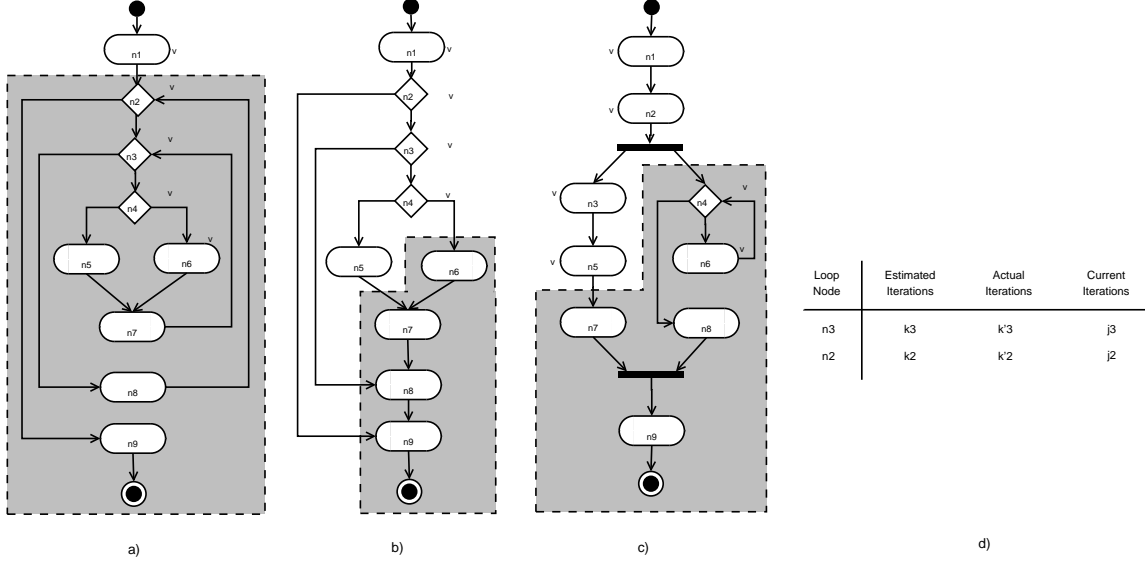 n1
v
v
n2
v
n3
v
n4
v
n5
n6
n7
n8
n9
a)
n1
v
n2
v
n3
v
v
n4
n5
n6
n7
n8
n9
b)
v
n1
v
n2
v
v
n3
n4
v
n5
n6
v
n7
n8
n9
c)
Loop Node Estimated Iterations Actual Iterations Current Iterations
n3 k3 k'3 j3
n2 k2 k'2 j2
d)